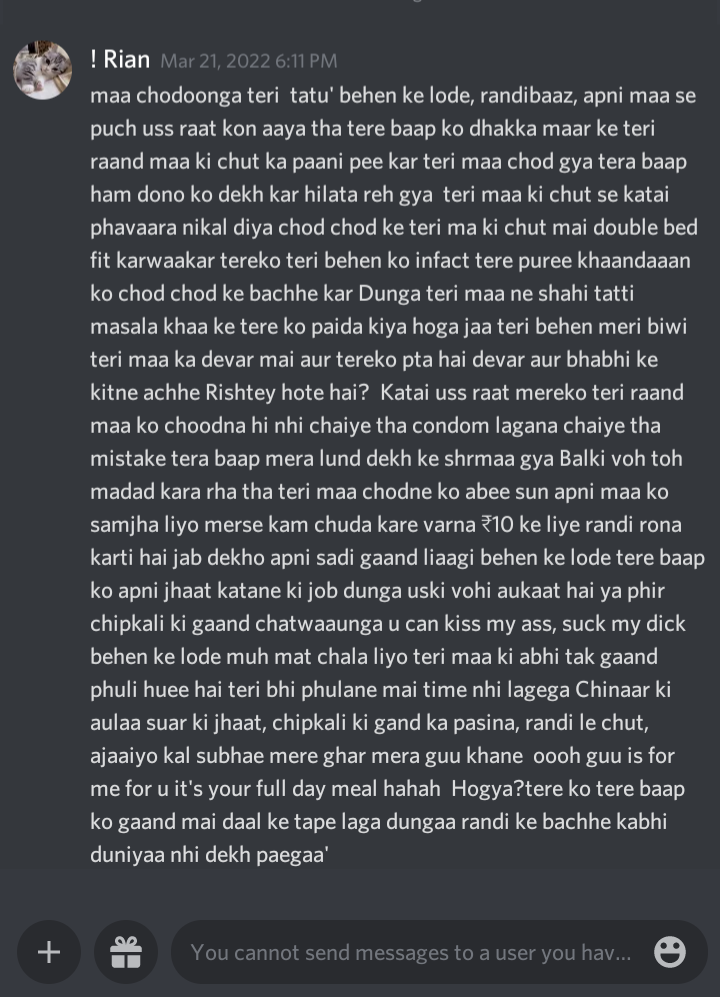 ! Rian Mar 21, 2022 6:11 PM
maa chodoonga teri tatu' behen ke lode, randibaaz, apni maa se
puch uss raat kon aaya tha tere baap ko dhakka maar ke teri
raand maa ki chut ka paani pee kar teri maa chod gya tera baap
ham dono ko dekh kar hilata reh gya teri maa ki chut se katai
phavaara nikal diya chod chod ke teri ma ki chut mai double bed
fit karwaakar tereko teri behen ko infact tere puree khaandaaan
ko chod chod ke bachhe kar Dunga teri maa ne shahi tatti
masala khaa ke tere ko paida kiya hoga jaa teri behen meri biwi
teri maa ka devar mai aur tereko pta hai devar aur bhabhi ke
kitne achhe Rishtey hote hai? Katai uss raat mereko teri raand
maa ko choodna hi nhi chaiye tha condom lagana chaiye tha
mistake tera baap mera lund dekh ke shrmaa gya Balki voh toh
madad kara rha tha teri maa chodne ko abee sun apni maa ko
samjha liyo merse kam chuda kare varna ₹10 ke liye randi rona
karti hai jab dekho apni sadi gaand liaagi behen ke lode tere baap
ko apni jhaat katane ki job dunga uski vohi aukaat hai ya phir
chipkali ki gaand chatwaaunga u can kiss my ass, suck my dick
behen ke lode muh mat chala liyo teri maa ki abhi tak gaand
phuli huee hai teri bhi phulane mai time nhi lagega Chinaar ki
aulaa suar ki jhaat, chipkali ki gand ka pasina, randi le chut,
ajaaiyo kal subhae mere ghar mera guu khane oooh guu is for
me for u it's your full day meal hahah Hogya?tere ko tere baap
ko gaand mai daal ke tape laga dungaa randi ke bachhe kabhi
duniyaa nhi dekh paegaa'
You cannot send messages to a user you hav...